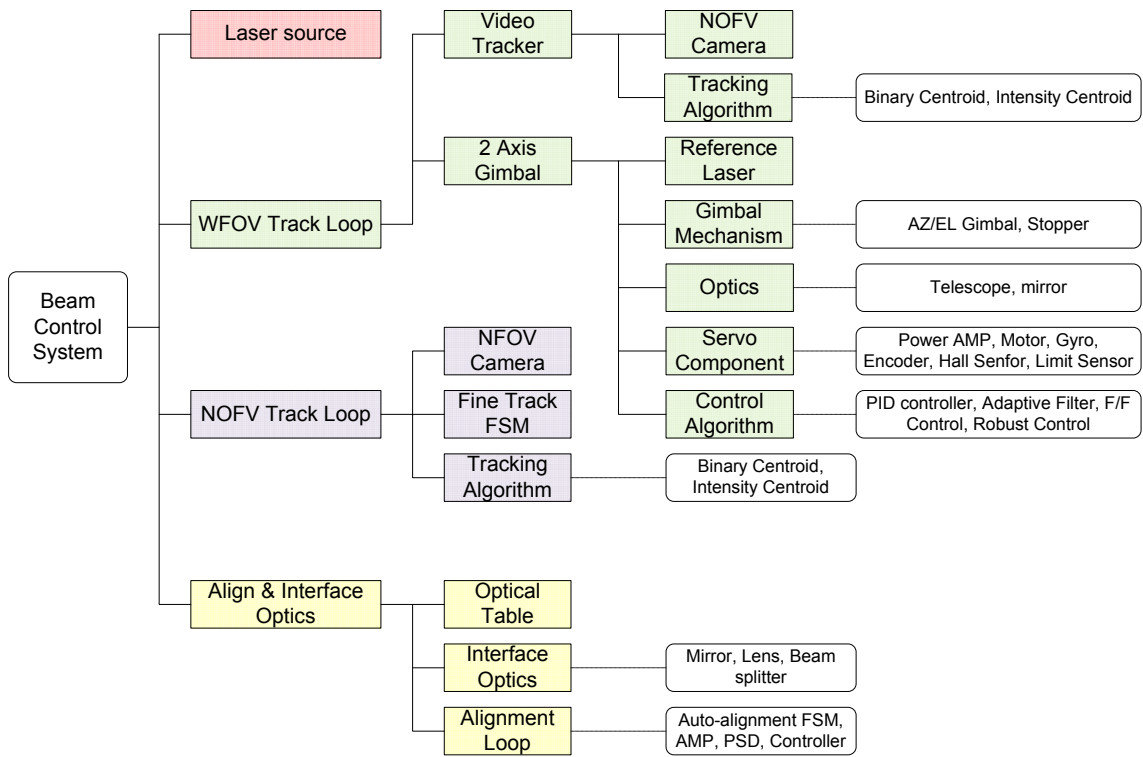 Beam
Control
System
Laser source
WFOV Track Loop
Video
Tracker
NOFV
Camera
Tracking
Algorithm
Binary Centroid, Intensity Centroid
2 Axis
Gimbal
Reference
Laser
Gimbal
Mechanism
AZ/EL Gimbal, Stopper
Optics
Telescope, mirror
Servo
Component
Power AMP, Motor, Gyro,
Encoder, Hall Senfor, Limit Sensor
Control
Algorithm
PID controller, Adaptive Filter, F/F
Control, Robust Control
NOFV Track Loop
NFOV
Camera
Fine Track
FSM
Tracking
Algorithm
Binary Centroid,
Intensity Centroid
Align & Interface
Optics
Optical
Table
Interface
Optics
Mirror, Lens, Beam
splitter
Alignment
Loop
Auto-alignment FSM,
AMP, PSD, Controller